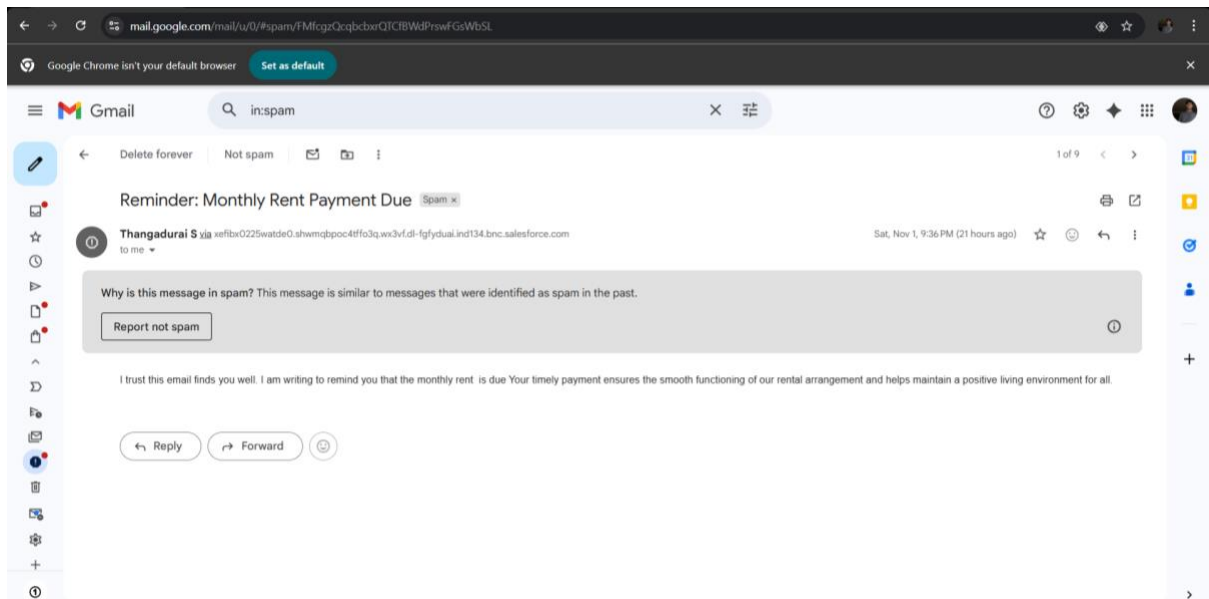 mail.google.com/mail/u/0/#spam/FMfcgzQcqbcbxrQTCfBWdPrswFGsWbSL
Google Chrome isn't your default browser Set as default
Gmail in:spam
Delete forever Not spam 1 of 9
Reminder: Monthly Rent Payment Due Spam ×
Thangadurai S via xefibx0225watde0.shwmqbpoc4tffo3q.wx3vf.dl-fgfyduai.ind134.bnc.salesforce.com Sat, Nov 1, 9:36 PM (21 hours ago)
to me
Why is this message in spam? This message is similar to messages that were identified as spam in the past.
Report not spam
I trust this email finds you well. I am writing to remind you that the monthly rent is due Your timely payment ensures the smooth functioning of our rental arrangement and helps maintain a positive living environment for all.
Reply Forward